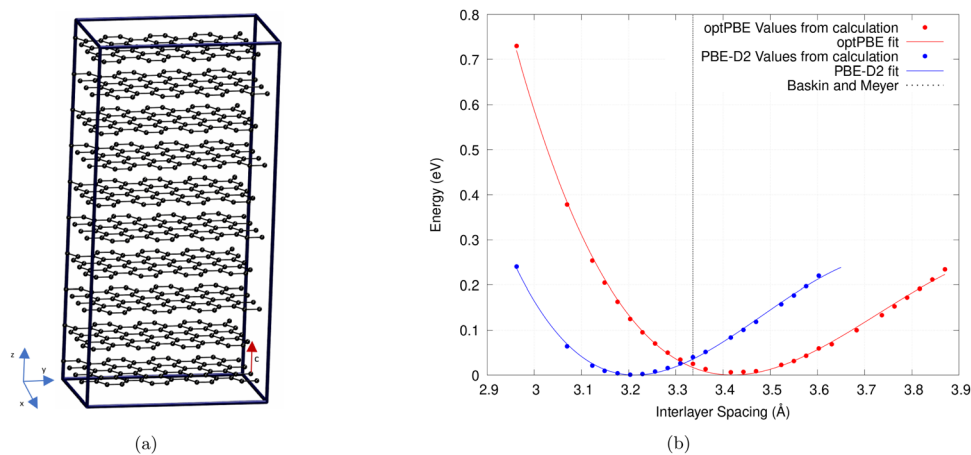 z
y
x
c
(a)
0.8
0.7
0.6
0.5
0.4
0.3
0.2
0.1
0
Energy (eV)
optPBE Values from calculation
optPBE fit
PBE-D2 Values from calculation
PBE-D2 fit
Baskin and Meyer
2.9 3 3.1 3.2 3.3 3.4 3.5 3.6 3.7 3.8 3.9
Interlayer Spacing (Å)
(b)